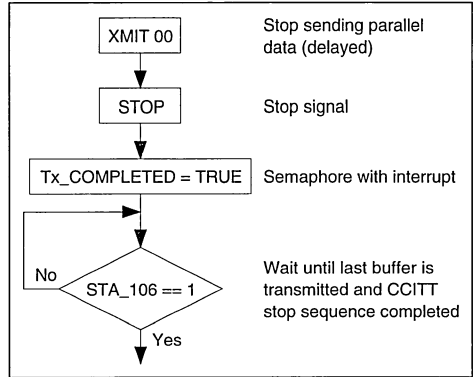 XMIT 00
Stop sending parallel
data (delayed)
STOP
Stop signal
Tx_COMPLETED = TRUE
Semaphore with interrupt
No
STA_106 == 1
Wait until last buffer is
transmitted and CCITT
stop sequence completed
Yes